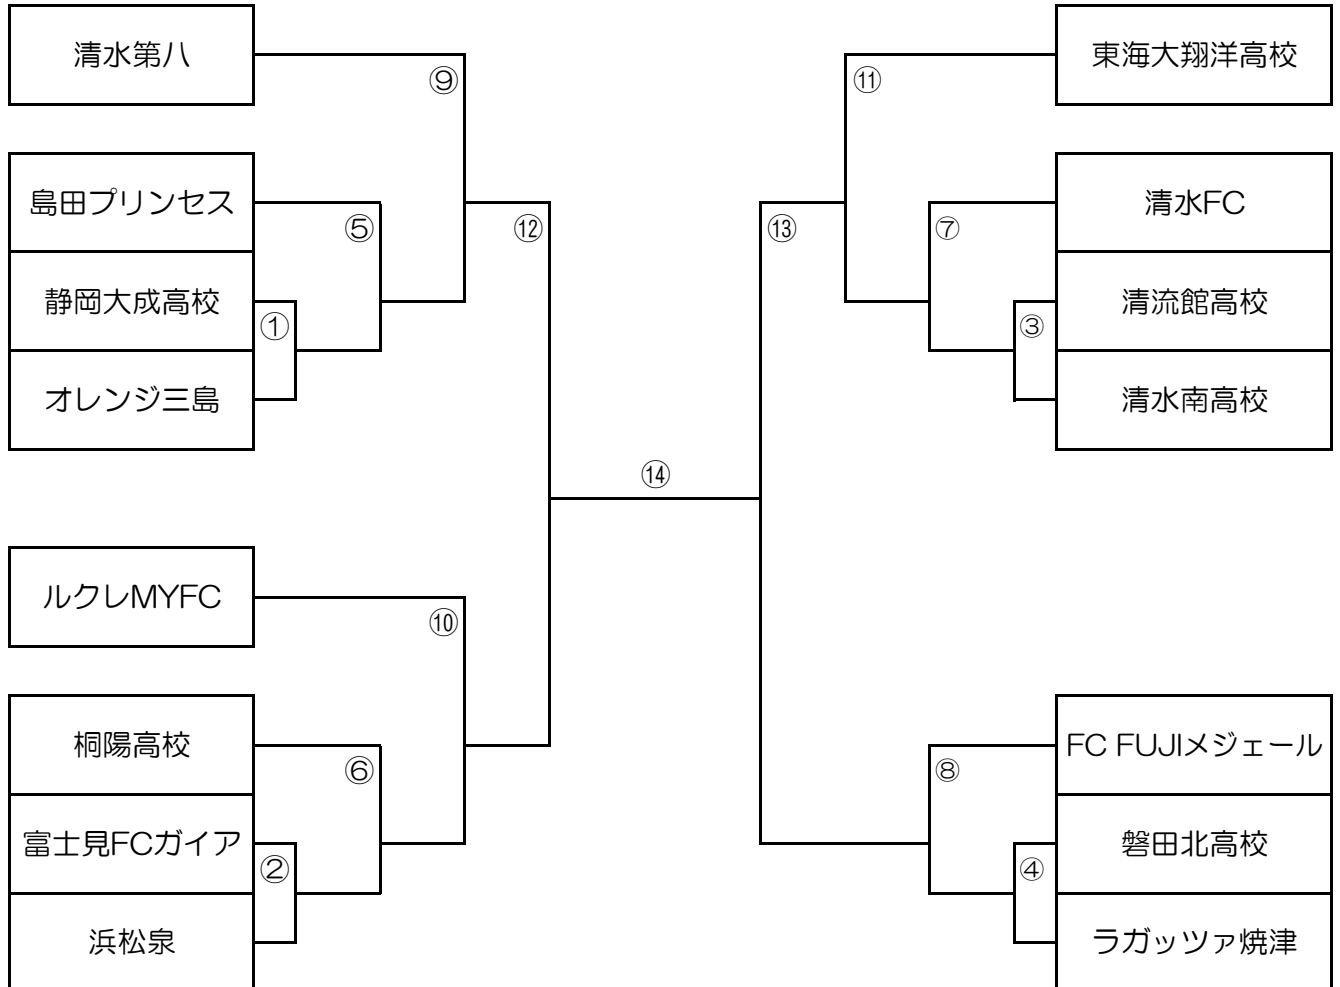 清水第八
⑨
島田プリンセス
⑤
⑫
静岡大成高校
①
オレンジ三島
ルクレMYFC
⑩
桐陽高校
⑥
富士見FCガイア
②
浜松泉
⑭
東海大翔洋高校
⑪
清水FC
⑬
⑦
清流館高校
③
清水南高校
FC FUJIメジェール
⑧
磐田北高校
④
ラガッツァ焼津